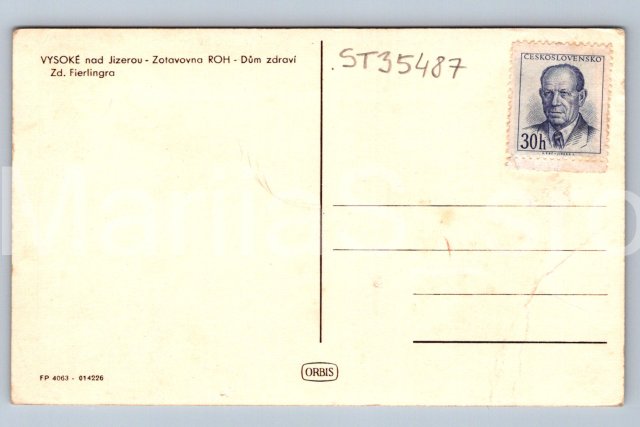 VYSOKÉ nad Jizerou - Zotavovna ROH - Dům zdraví
Zd. Fierlingra
ST35487
ČESKOSLOVENSKO
30h
FP 4063 - 014226
ORBIS